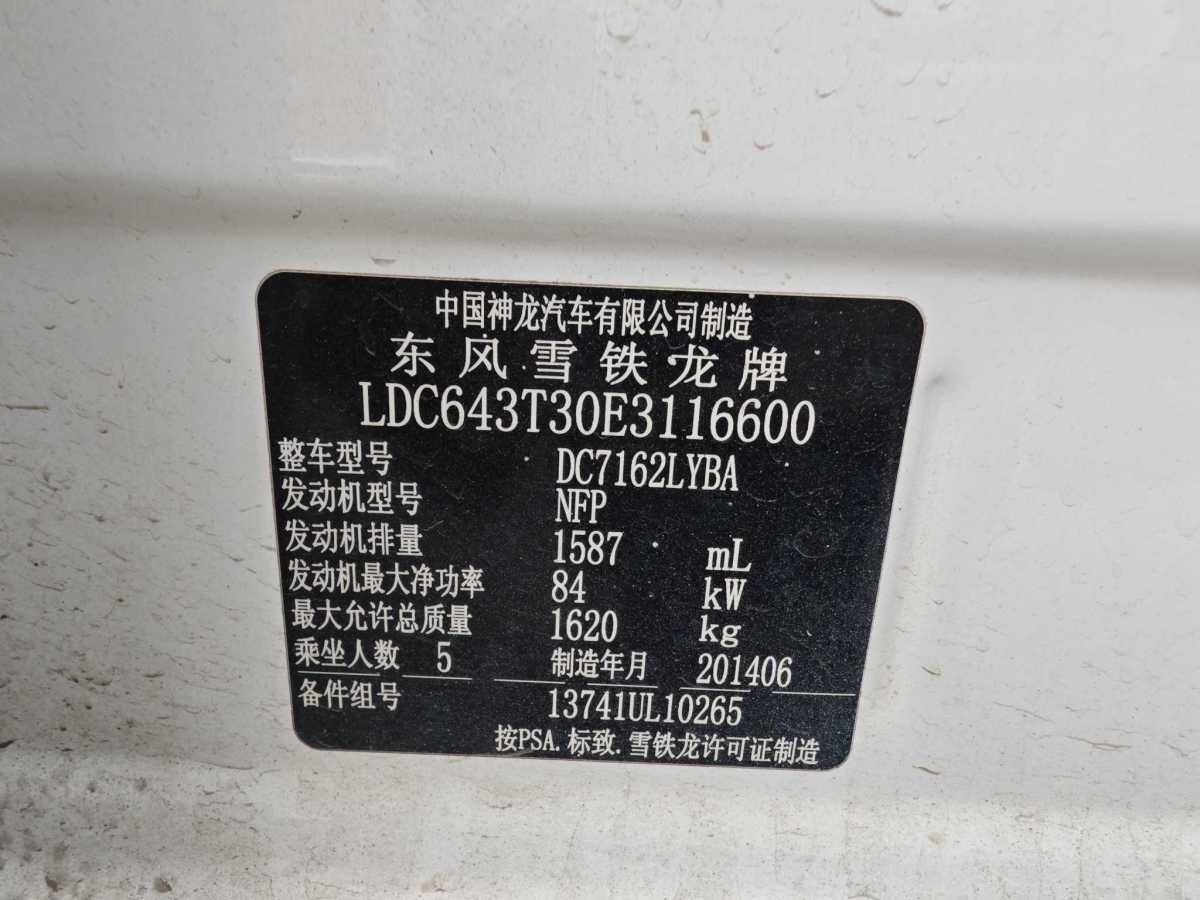 中国神龙汽车有限公司制造
东风雪铁龙牌
LDC643T30E3116600
整车型号 DC7162LYBA
发动机型号 NFP
发动机排量 1587 mL
发动机最大净功率 84 kW
最大允许总质量 1620 kg
乘坐人数 5 制造年月 201406
备件组号 13741UL10265
按PSA.标致.雪铁龙许可证制造